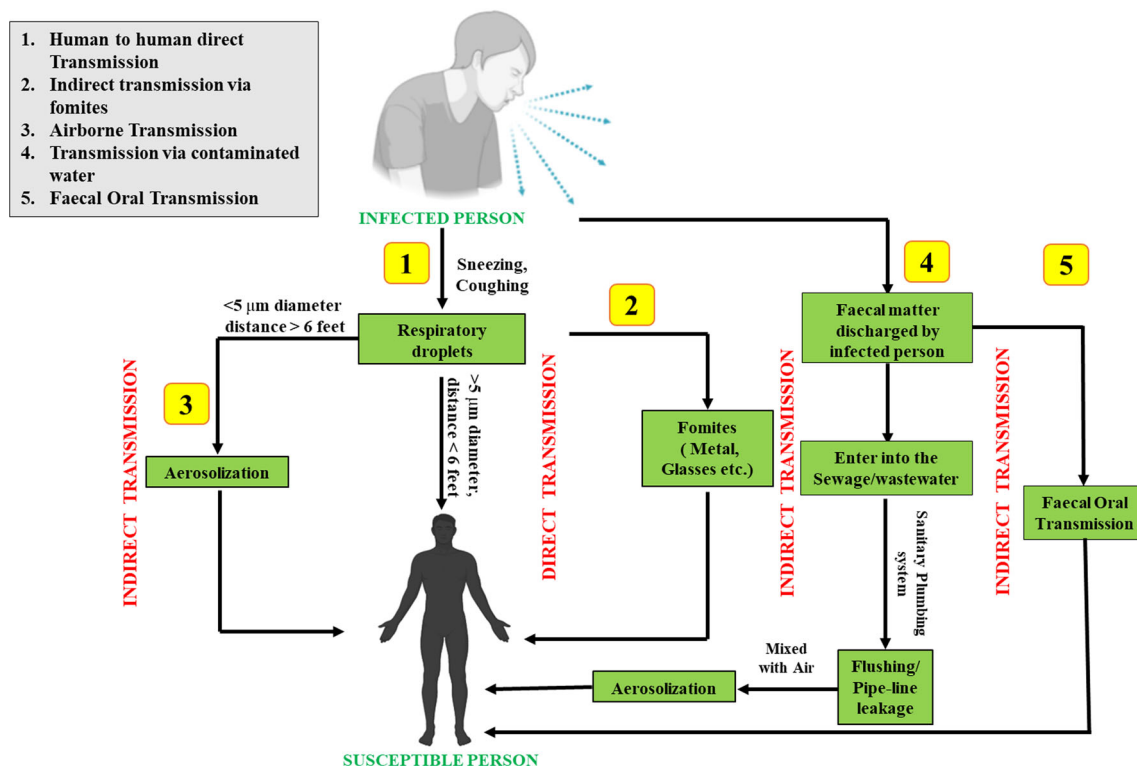 1. Human to human direct
Transmission
2. Indirect transmission via
fomites
3. Airborne Transmission
4. Transmission via contaminated
water
5. Faecal Oral Transmission
INFECTED PERSON
1
Sneezing,
Coughing
<5 μm diameter
distance > 6 feet
Respiratory
droplets
2
4
5
Faecal matter
discharged by
infected person
INDIRECT TRANSMISSION
3
Aerosolization
>5 μm diameter,
distance < 6
feet
DIRECT TRANSMISSION
Fomites
( Metal,
Glasses etc.)
INDIRECT TRANSMISSION
Enter into the
Sewage/wastewater
INDIRECT TRANSMISSION
Faecal Oral
Transmission
Sanitary Plumbing
system
Mixed
with Air
Aerosolization
Flushing/
Pipe-line
leakage
SUSCEPTIBLE PERSON